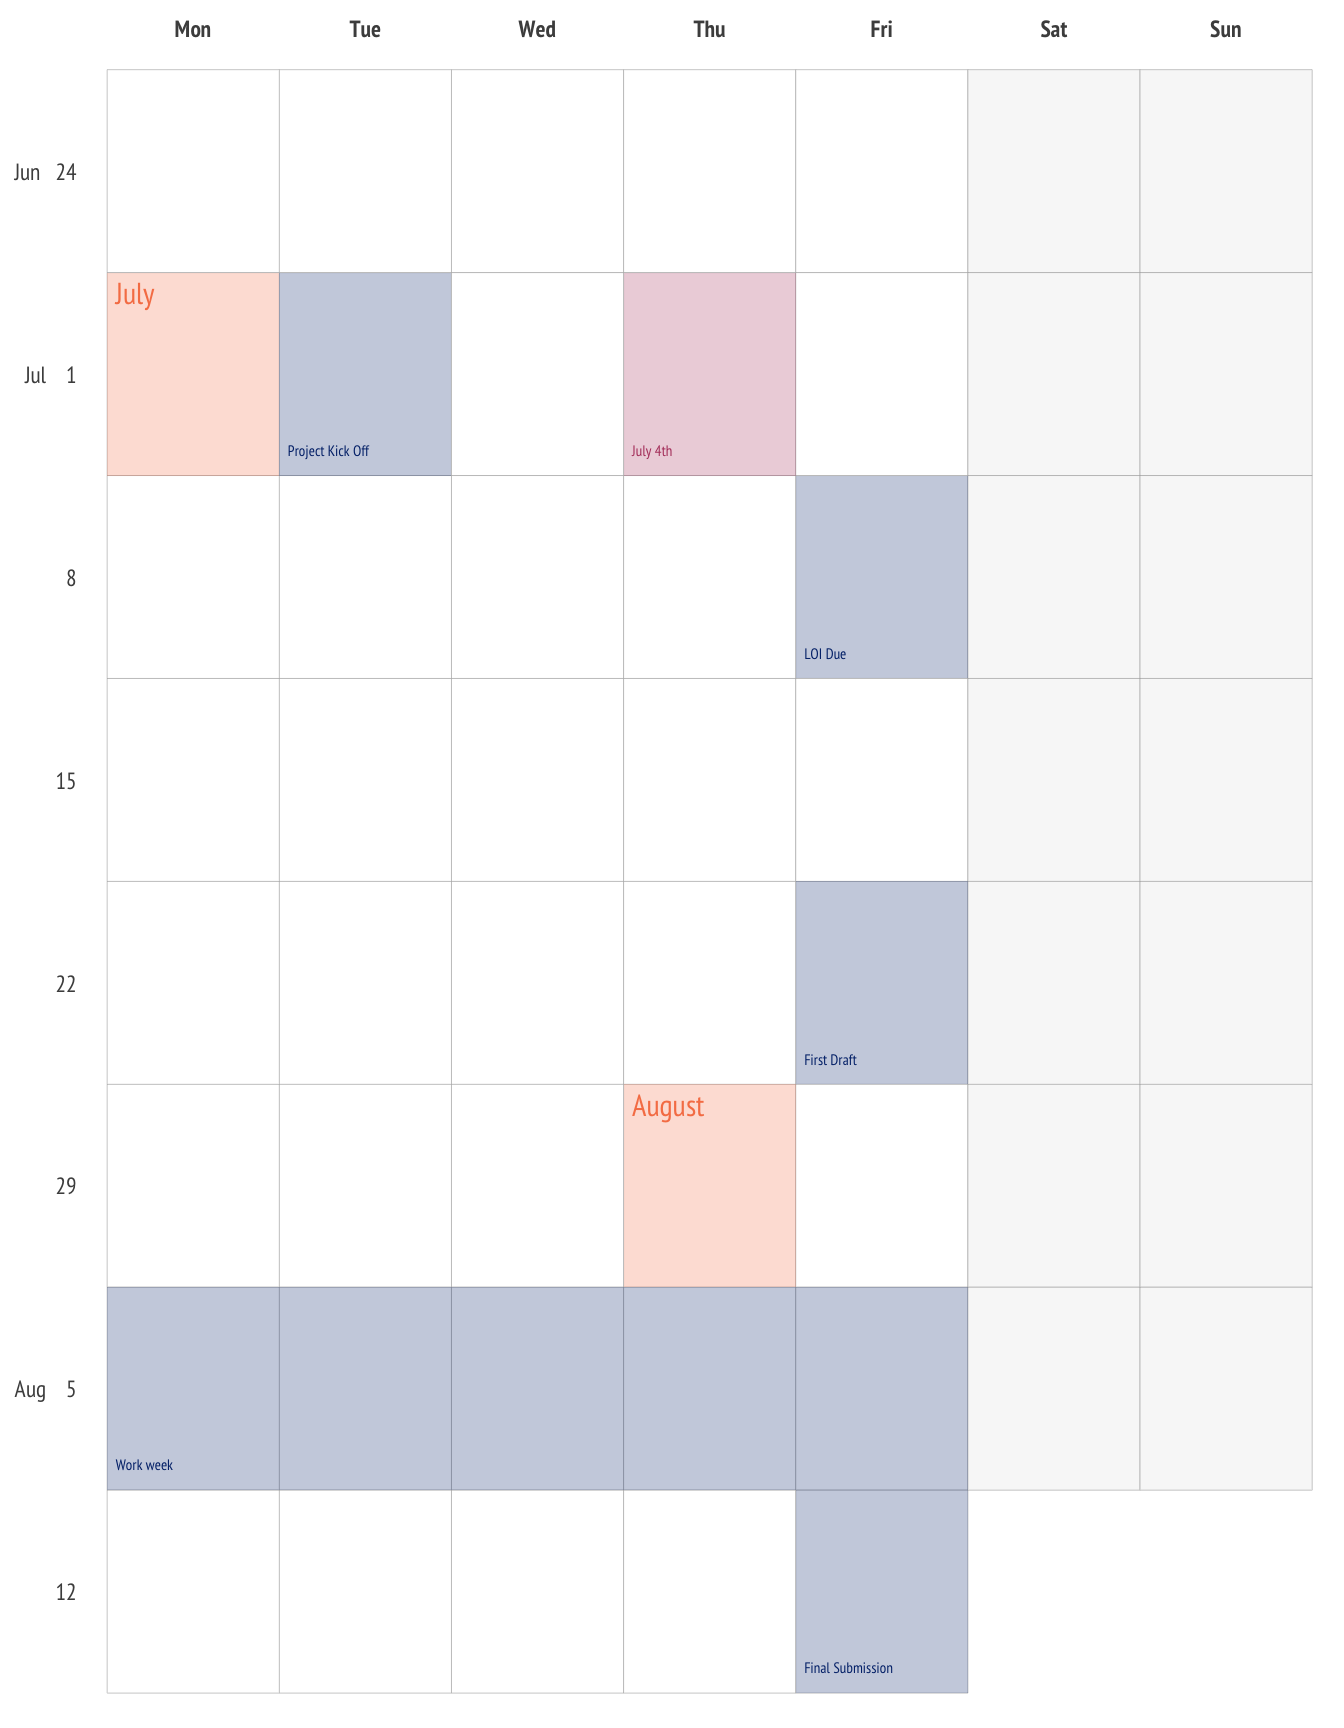 Mon Tue Wed Thu Fri Sat Sun
Jun 24
July
Jul 1
Project Kick Off
July 4th
8
LOI Due
15
22
First Draft
August
29
Aug 5
Work week
12
Final Submission